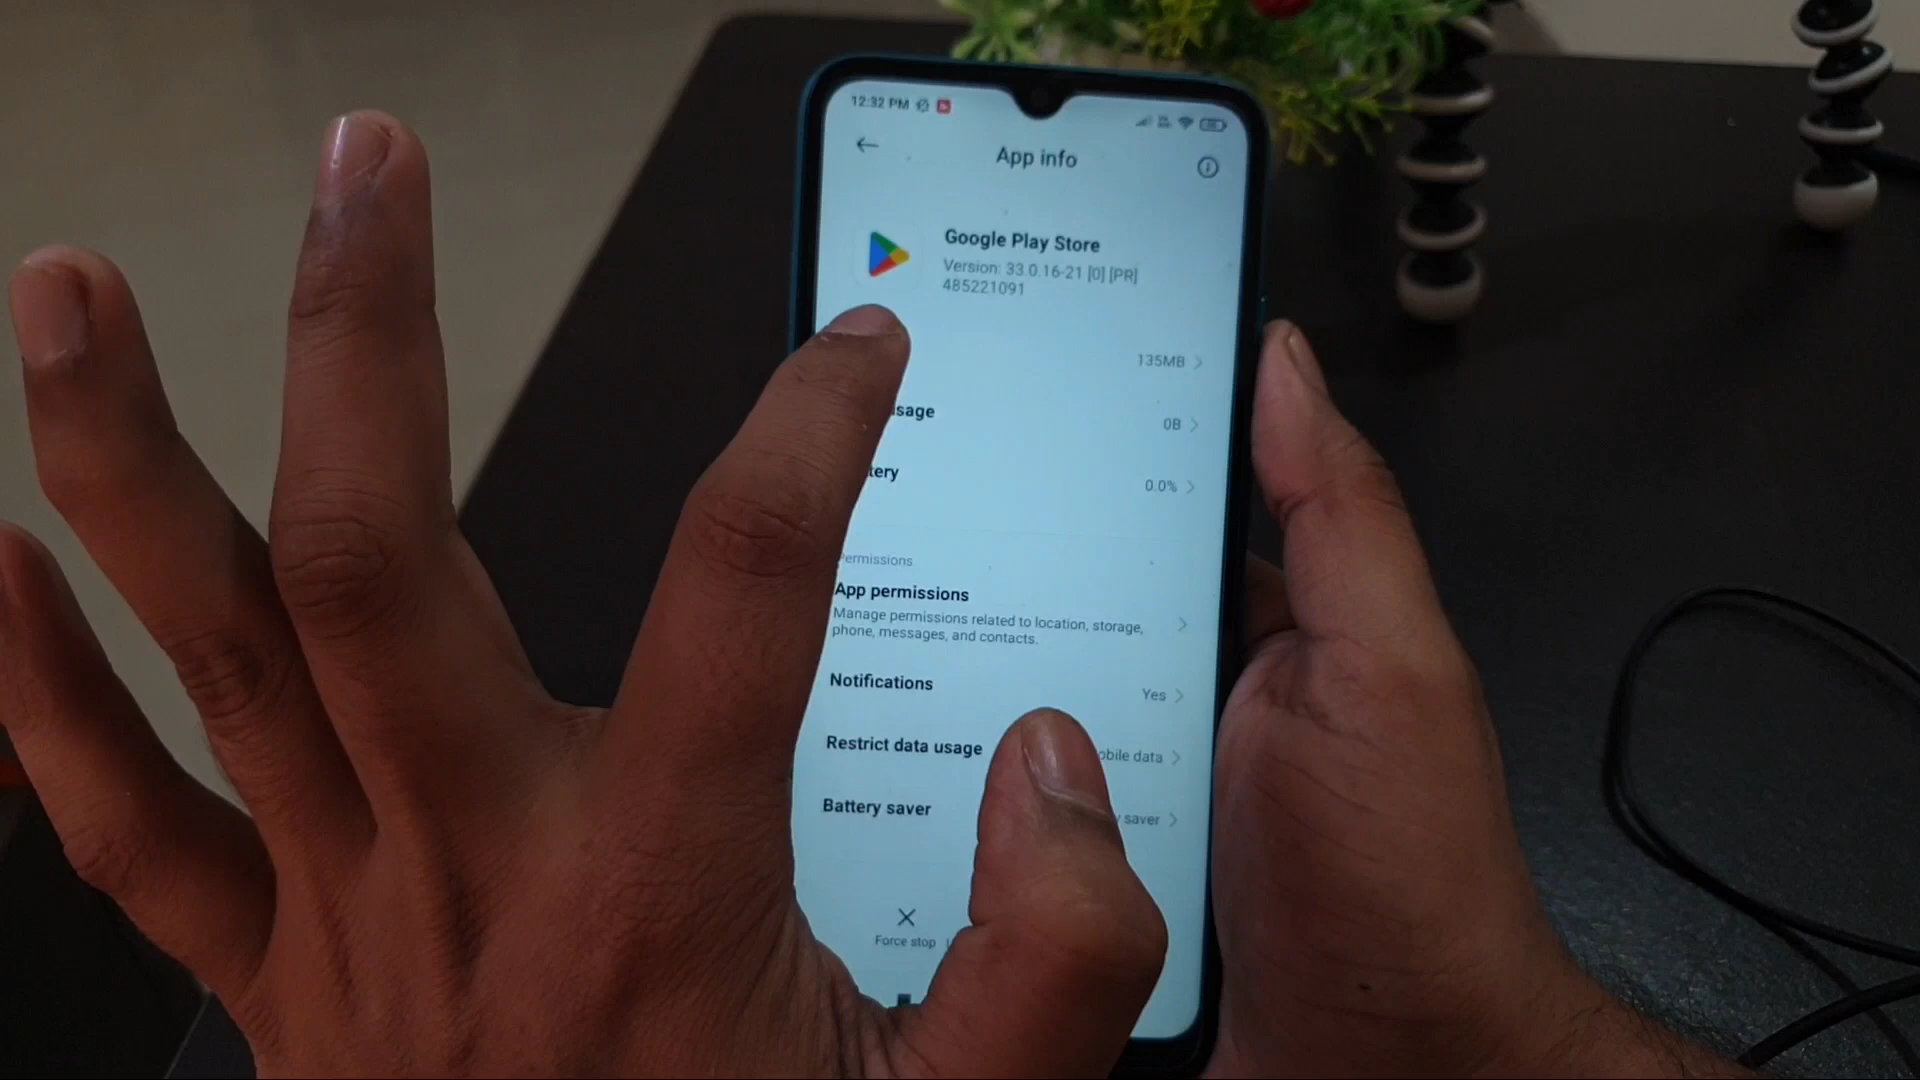 12:32 PM
App info
Google Play Store
Version: 33.0.16-21 [0] [PR]
485221091
135MB
sage
0B
tery
0.0%
Permissions
App permissions
Manage permissions related to location, storage,
phone, messages, and contacts.
Notifications
Yes
Restrict data usage
obile data
Battery saver
saver
Force stop